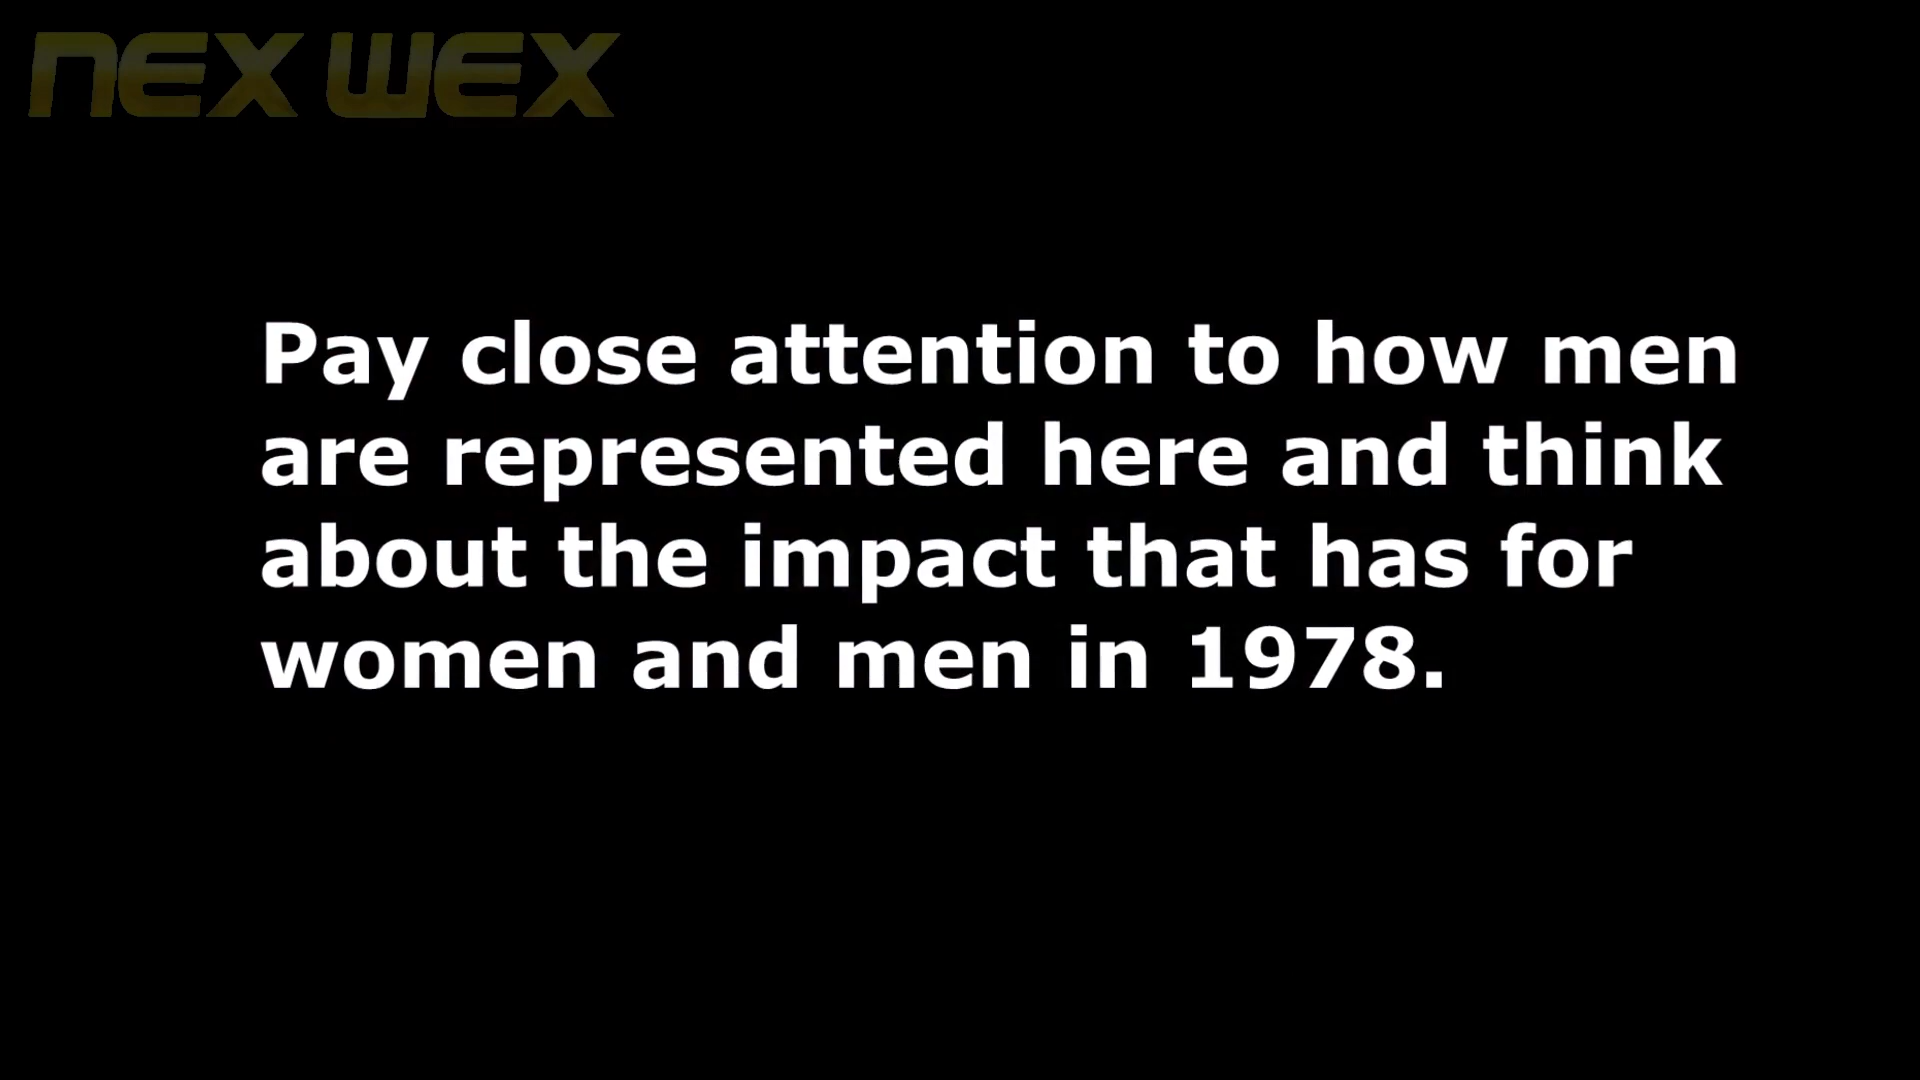 NEX WEX
Pay close attention to how men
are represented here and think
about the impact that has for
women and men in 1978.